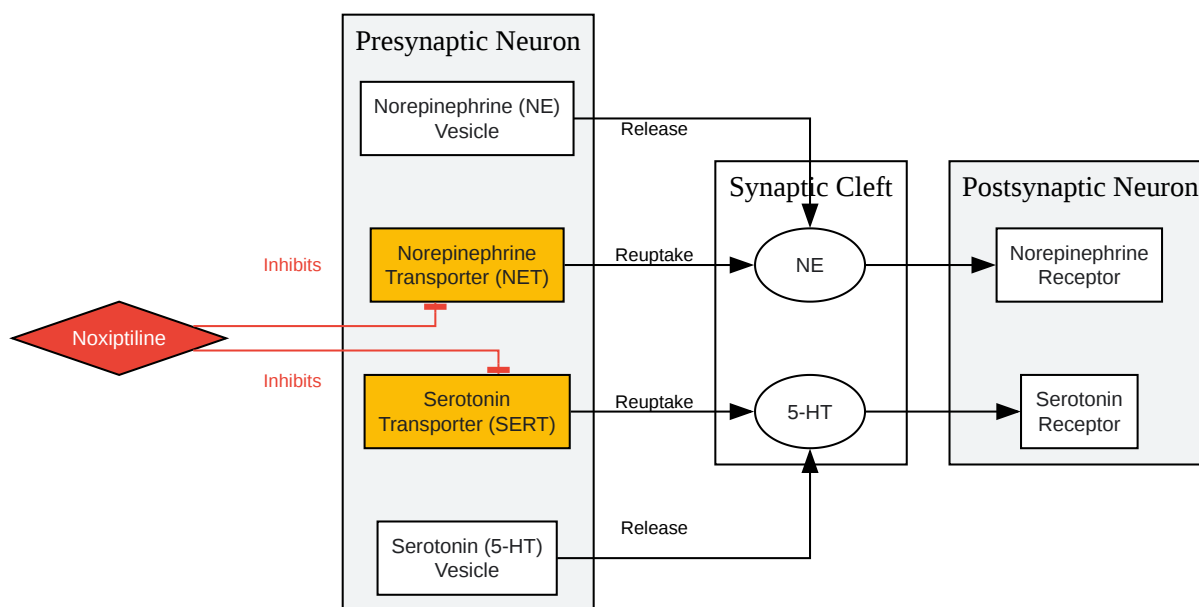 Presynaptic Neuron
Norepinephrine (NE)
Vesicle
Release
Synaptic Cleft
Postsynaptic Neuron
Inhibits
Norepinephrine
Transporter (NET)
Reuptake
NE
Norepinephrine
Receptor
Noxiptiline
Inhibits
Serotonin
Transporter (SERT)
Reuptake
5-HT
Serotonin
Receptor
Release
Serotonin (5-HT)
Vesicle